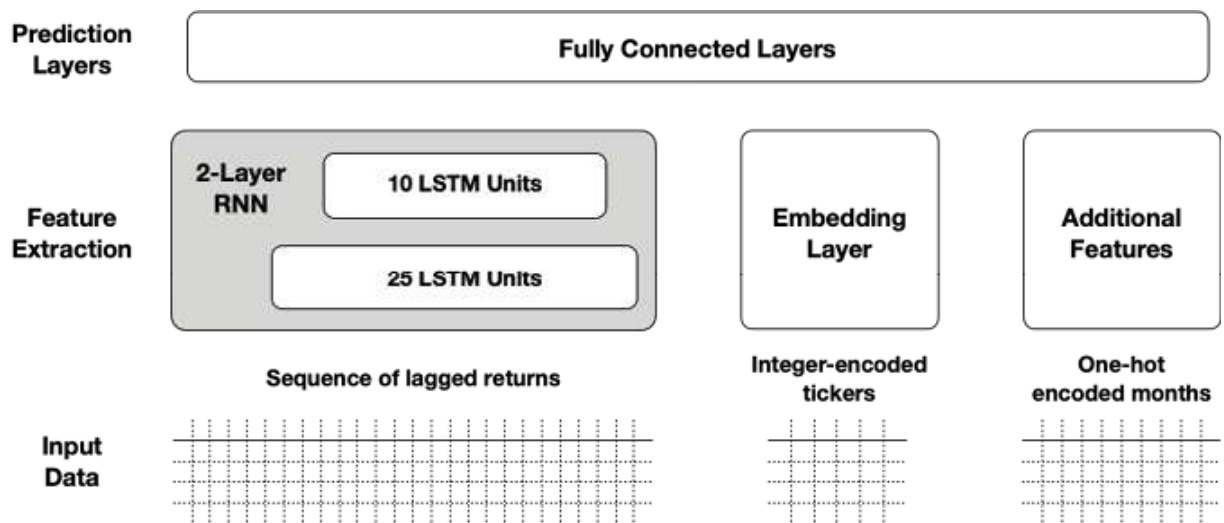 Prediction
Layers
Fully Connected Layers
Feature
Extraction
2-Layer
RNN
10 LSTM Units
25 LSTM Units
Embedding
Layer
Additional
Features
Sequence of lagged returns
Integer-encoded
tickers
One-hot
encoded months
Input
Data